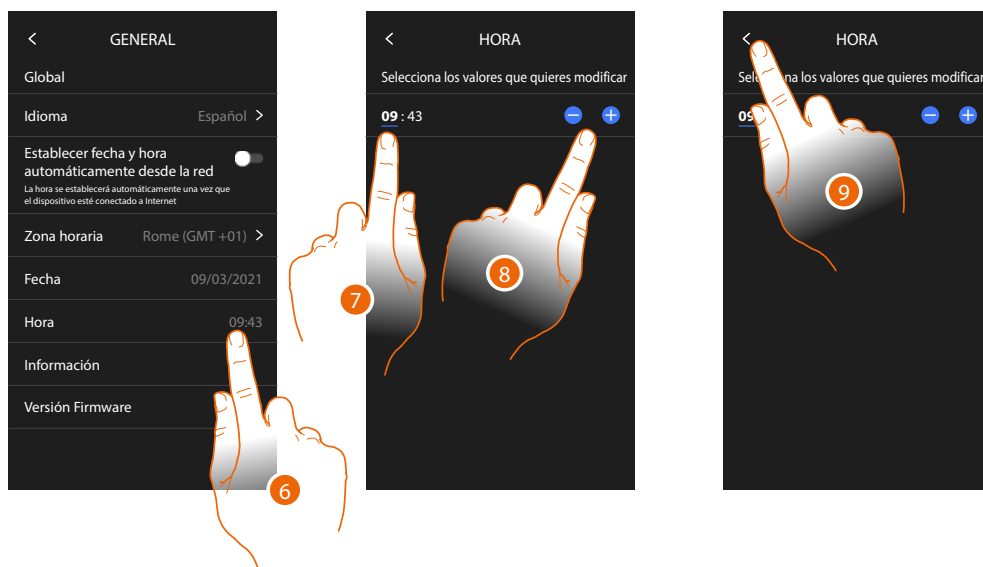 GENERAL
Global
Idioma Español
Establecer fecha y hora
automáticamente desde la red
La hora se establecerá automáticamente una vez que
el dispositivo esté conectado a Internet
Zona horaria Rome (GMT +01)
Fecha 09/03/2021
Hora 09:43
Información
Versión Firmware
6
HORA
Selecciona los valores que quieres modificar
09 : 43
7
8
HORA
los valores que quieres modificar
9